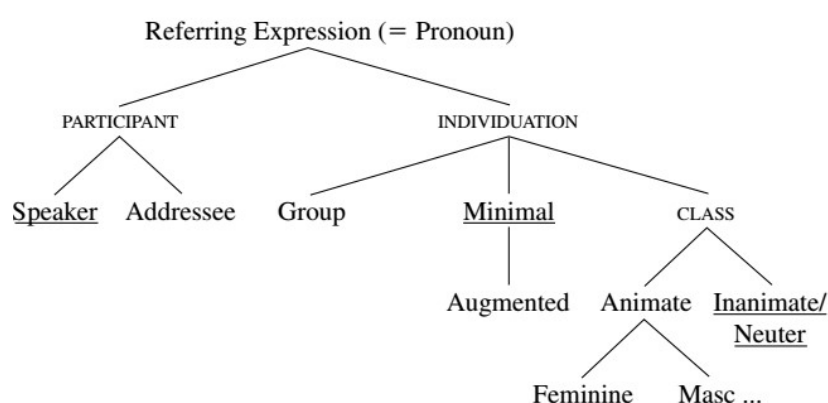 Referring Expression (= Pronoun)
PARTICIPANT INDIVIDUATION
Speaker Addressee Group Minimal CLASS
Augmented Animate Inanimate/
Neuter
Feminine Masc ...